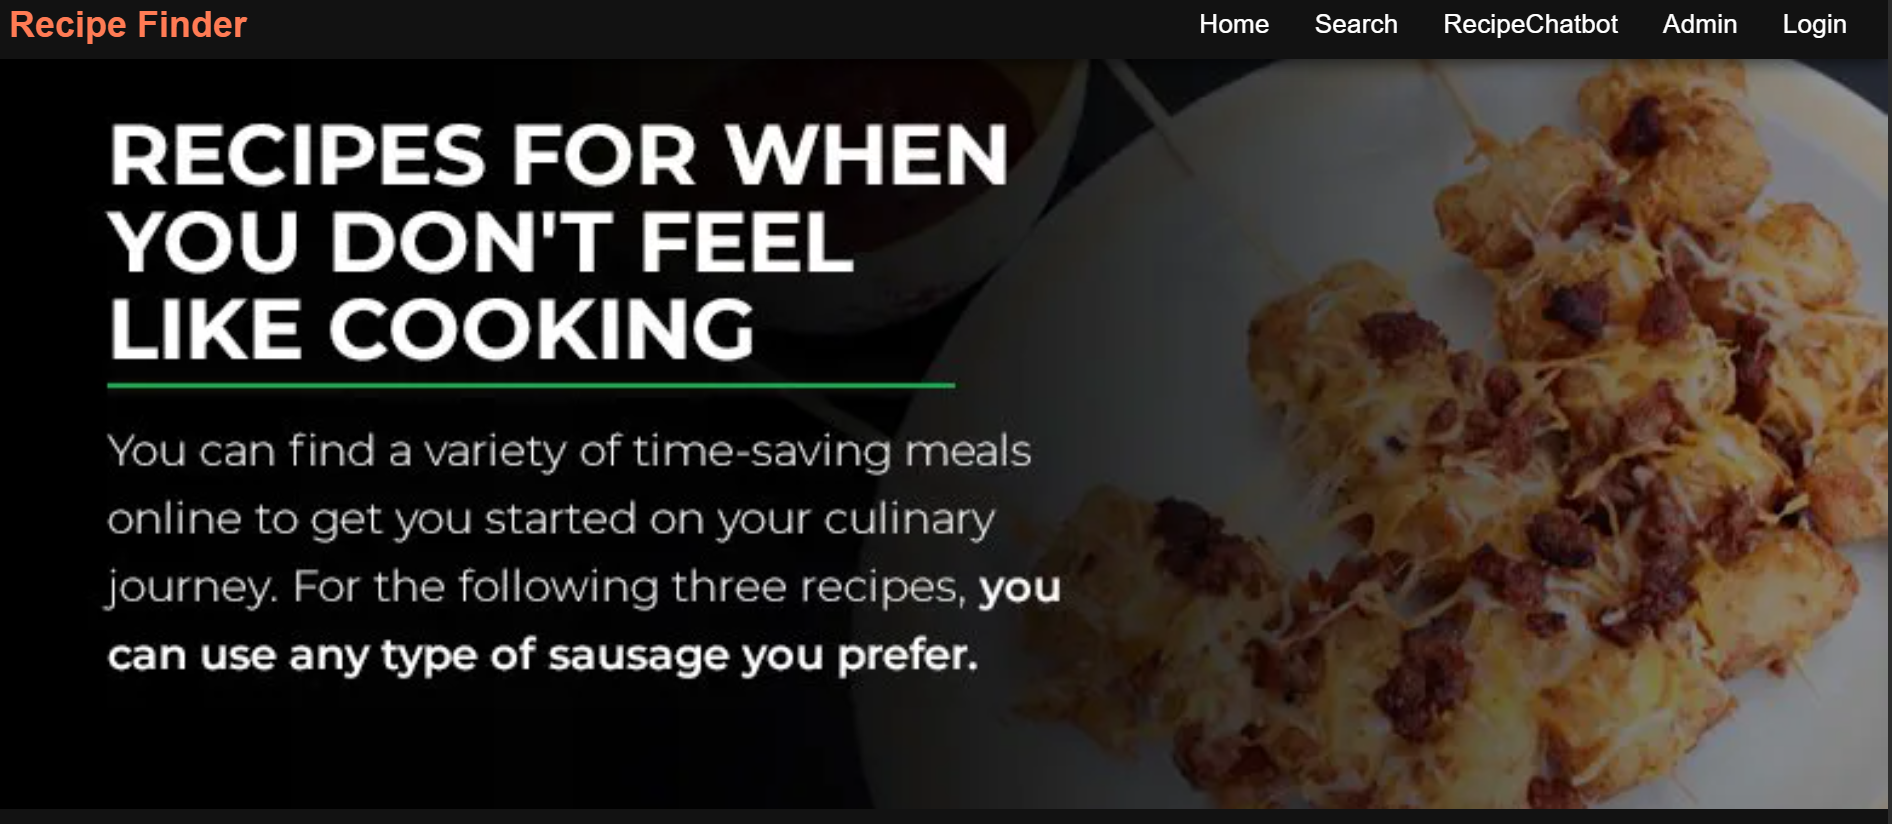 Recipe Finder
Home Search RecipeChatbot Admin Login
RECIPES FOR WHEN
YOU DON'T FEEL
LIKE COOKING
You can find a variety of time-saving meals
online to get you started on your culinary
journey. For the following three recipes, you
can use any type of sausage you prefer.